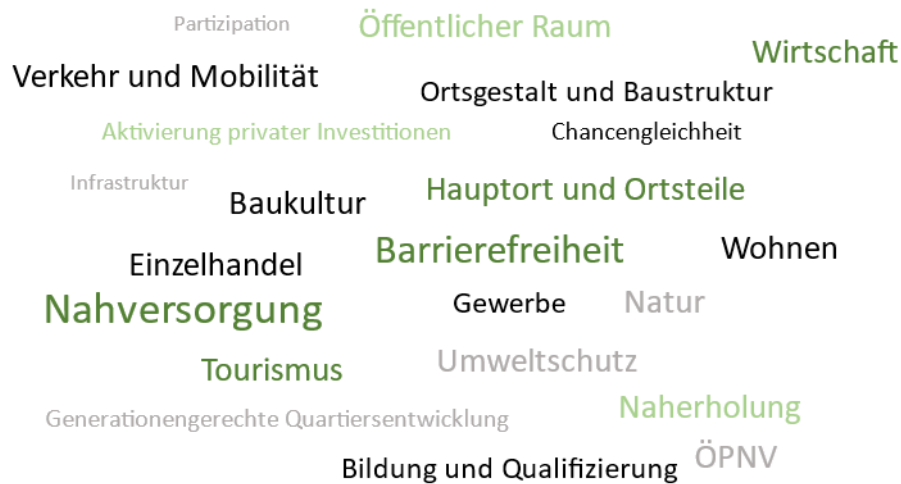 Partizipation
Öffentlicher Raum
Wirtschaft
Verkehr und Mobilität
Ortsgestalt und Baustruktur
Aktivierung privater Investitionen
Chancengleichheit
Infrastruktur
Baukultur
Hauptort und Ortsteile
Einzelhandel
Barrierefreiheit
Wohnen
Nahversorgung
Gewerbe
Natur
Tourismus
Umweltschutz
Generationengerechte Quartiersentwicklung
Naherholung
Bildung und Qualifizierung
ÖPNV